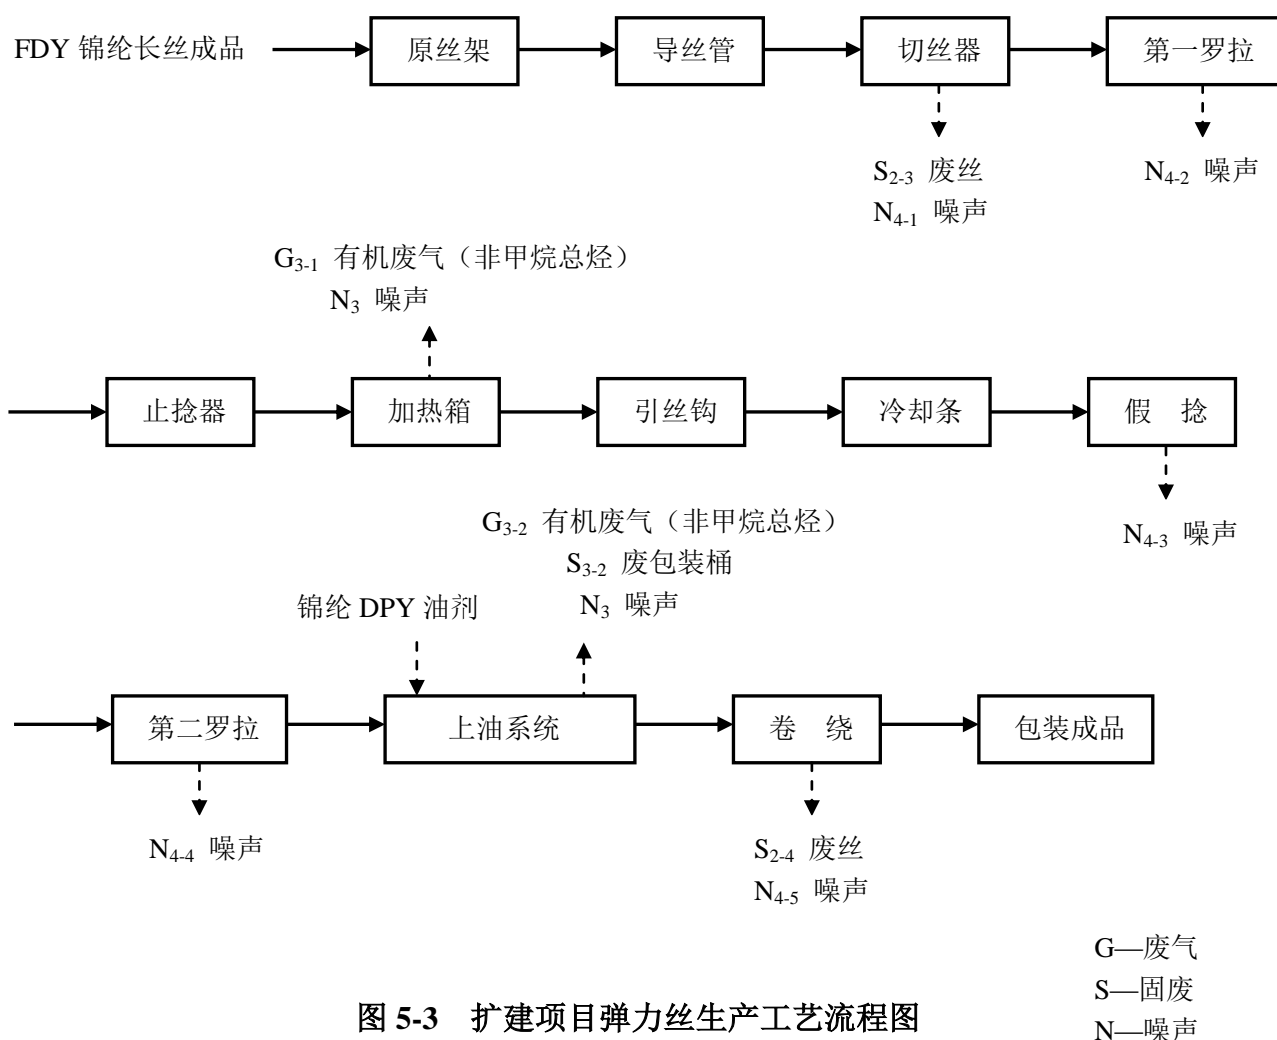 FDY 锦纶长丝成品
原丝架
导丝管
切丝器
第一罗拉
S2-3 废丝
N4-1 噪声
N4-2 噪声
G3-1 有机废气（非甲烷总烃）
N3 噪声
止捻器
加热箱
引丝钩
冷却条
假 捻
N4-3 噪声
G3-2 有机废气（非甲烷总烃）
S3-2 废包装桶
N3 噪声
锦纶 DPY 油剂
第二罗拉
上油系统
卷 绕
包装成品
N4-4 噪声
S2-4 废丝
N4-5 噪声
G—废气
S—固废
N—噪声
图 5-3 扩建项目弹力丝生产工艺流程图